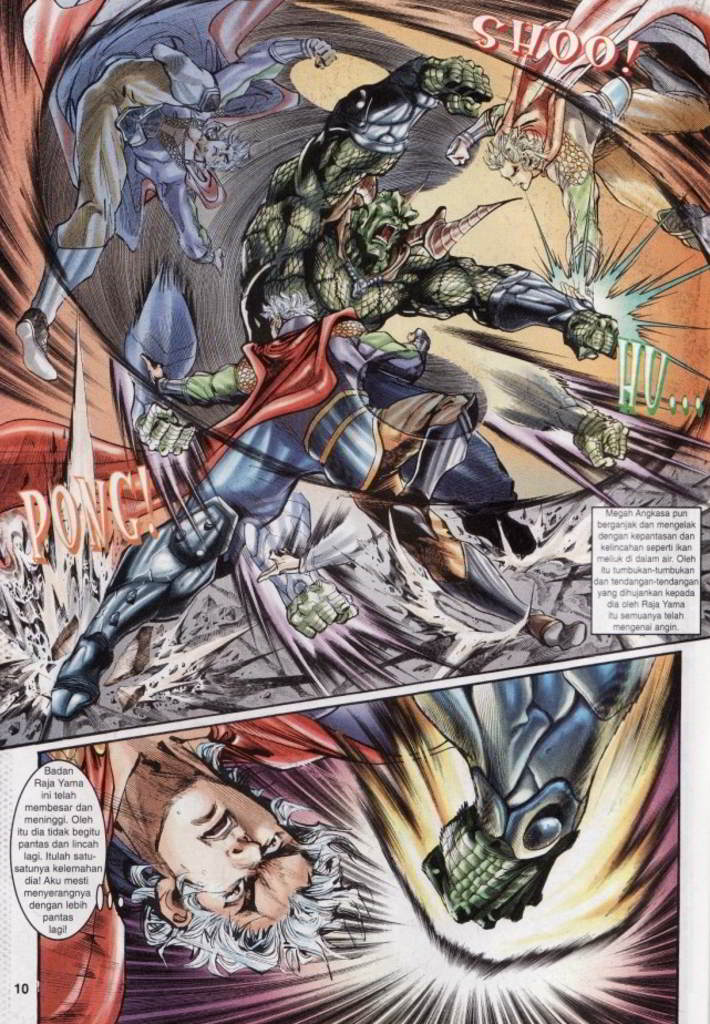 SHOO!
HU...
PONG!
Megah Angkasa pun
berganjak dan mengelak
dengan kepantasan dan
kelincahan seperti ikan
meliuk di dalam air. Oleh
itu tumbukan-tumbukan
dan tendangan-tendangan
yang dihujankan kepada
dia oleh Raja Yama
itu semuanya telah
mengenai angin.
Badan
Raja Yama
ini telah
membesar dan
meninggi. Oleh
itu dia tidak begitu
pantas dan lincah
lagi. Itulah satu-
satunya kelemahan
dia! Aku mesti
menyerangnya
dengan lebih
pantas
lagi!
10